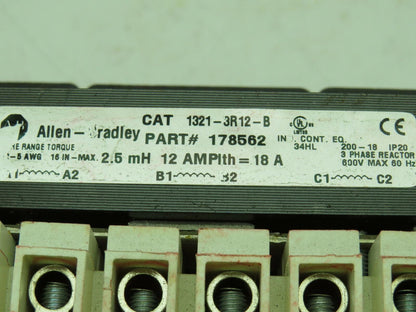 CAT 1321-3R12-B
Allen-Bradley PART# 178562 IND. CONT. EQ. 34HL 200-18 IP20
RANGE TORQUE 3 PHASE REACTOR
AWG 16 IN-MAX. 2.5 mH 12 AMP Ith = 18 A 600V MAX 60 Hz
A1 A2 B1 B2 C1 C2